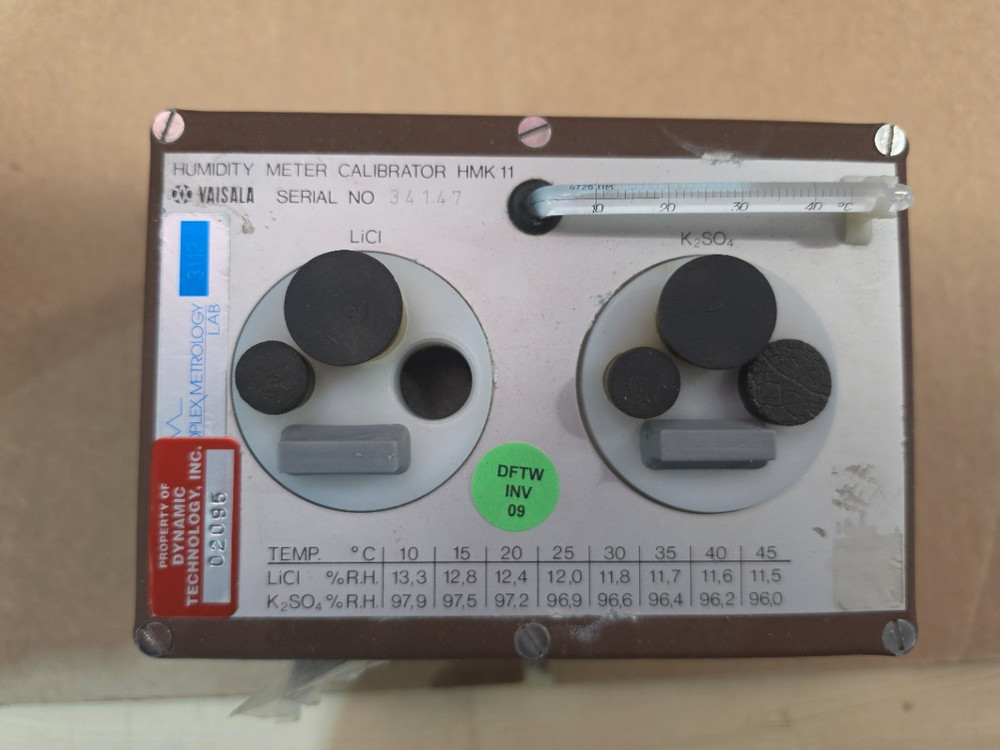 HUMIDITY METER CALIBRATOR HMK 11
VAISALA SERIAL NO 34147
10 20 30 40 °C
LiCl
K₂SO₄
3112
METROLOGY
LAB
PROPERTY OF
DYNAMIC
TECHNOLOGY, INC.
02095
DFTW
INV
09
TEMP. °C 10 15 20 25 30 35 40 45
LiCl %R.H. 13,3 12,8 12,4 12,0 11,8 11,7 11,6 11,5
K₂SO₄ %R.H. 97,9 97,5 97,2 96,9 96,6 96,4 96,2 96,0